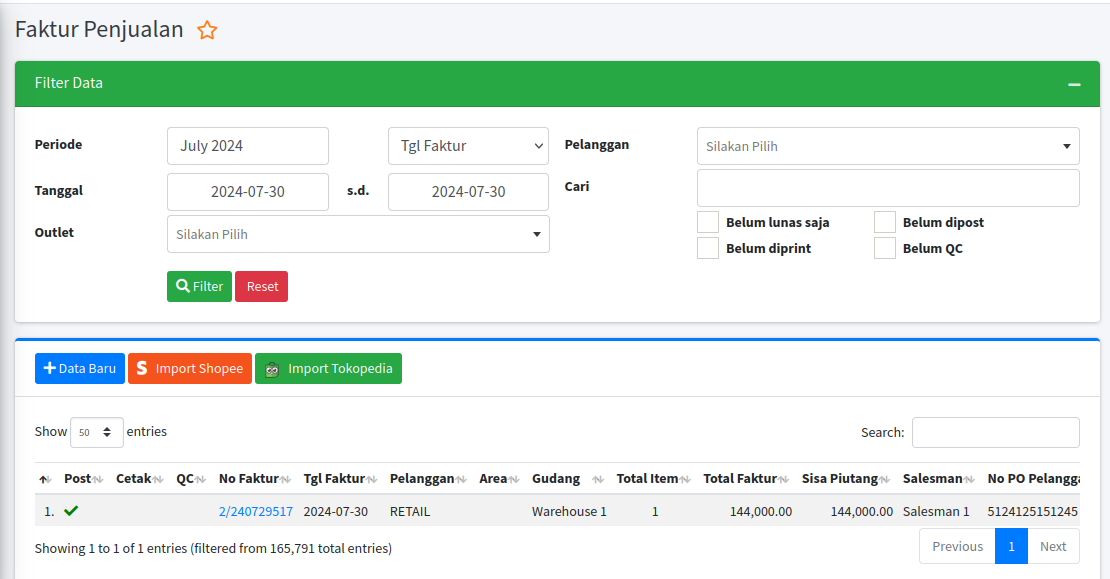 Faktur Penjualan
Filter Data
Periode July 2024 Tgl Faktur Pelanggan Silakan Pilih
Tanggal 2024-07-30 s.d. 2024-07-30 Cari
Outlet Silakan Pilih Belum lunas saja Belum dipost
Belum diprint Belum QC
Filter Reset
Data Baru S Import Shopee Import Tokopedia
Show 50 entries Search:
Post Cetak QC No Faktur Tgl Faktur Pelanggan Area Gudang Total Item Total Faktur Sisa Piutang Salesman No PO Pelangga
1. 2/240729517 2024-07-30 RETAIL Warehouse 1 1 144,000.00 144,000.00 Salesman 1 5124125151245
Showing 1 to 1 of 1 entries (filtered from 165,791 total entries) Previous 1 Next